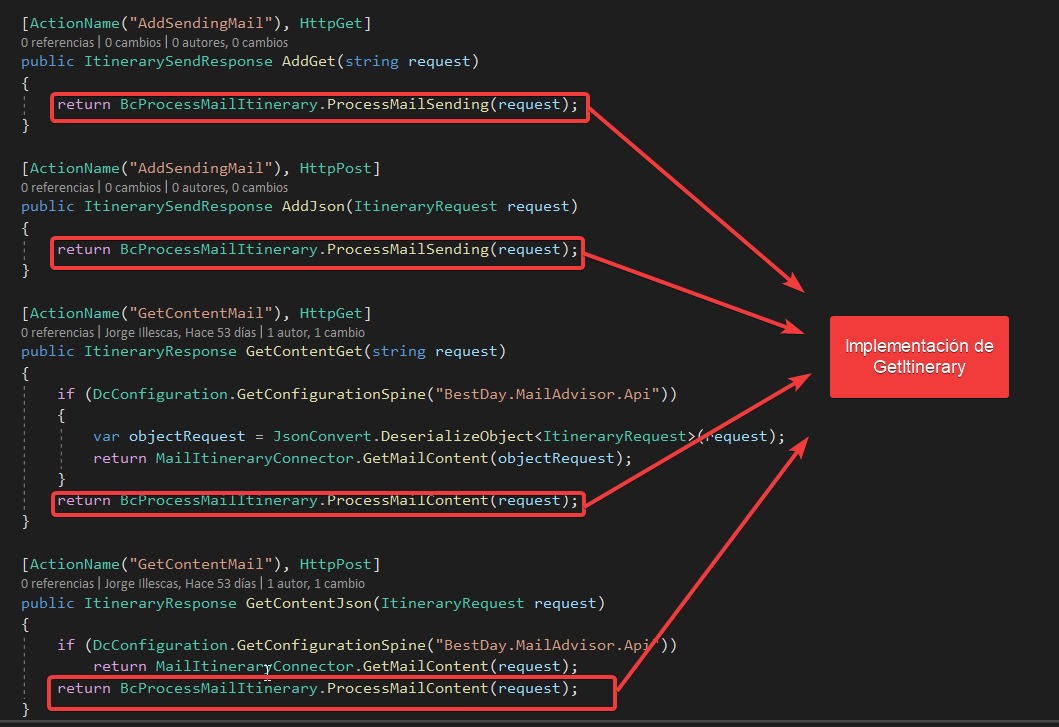 [ActionName("AddSendingMail"), HttpGet]
0 referencias | 0 cambios | 0 autores, 0 cambios
public ItinerarySendResponse AddGet(string request)
{
return BcProcessMailItinerary.ProcessMailSending(request);
}
[ActionName("AddSendingMail"), HttpPost]
0 referencias | 0 cambios | 0 autores, 0 cambios
public ItinerarySendResponse AddJson(ItineraryRequest request)
{
return BcProcessMailItinerary.ProcessMailSending(request);
}
[ActionName("GetContentMail"), HttpGet]
0 referencias | Jorge Illescas, Hace 53 días | 1 autor, 1 cambio
public ItineraryResponse GetContentGet(string request)
{
if (DcConfiguration.GetConfigurationSpine("BestDay.MailAdvisor.Api"))
{
var objectRequest = JsonConvert.DeserializeObject<ItineraryRequest>(request);
return MailItineraryConnector.GetMailContent(objectRequest);
}
return BcProcessMailItinerary.ProcessMailContent(request);
}
[ActionName("GetContentMail"), HttpPost]
0 referencias | Jorge Illescas, Hace 53 días | 1 autor, 1 cambio
public ItineraryResponse GetContentJson(ItineraryRequest request)
{
if (DcConfiguration.GetConfigurationSpine("BestDay.MailAdvisor.Api"))
return MailItineraryConnector.GetMailContent(request);
return BcProcessMailItinerary.ProcessMailContent(request);
}
Implementación de
GetItinerary